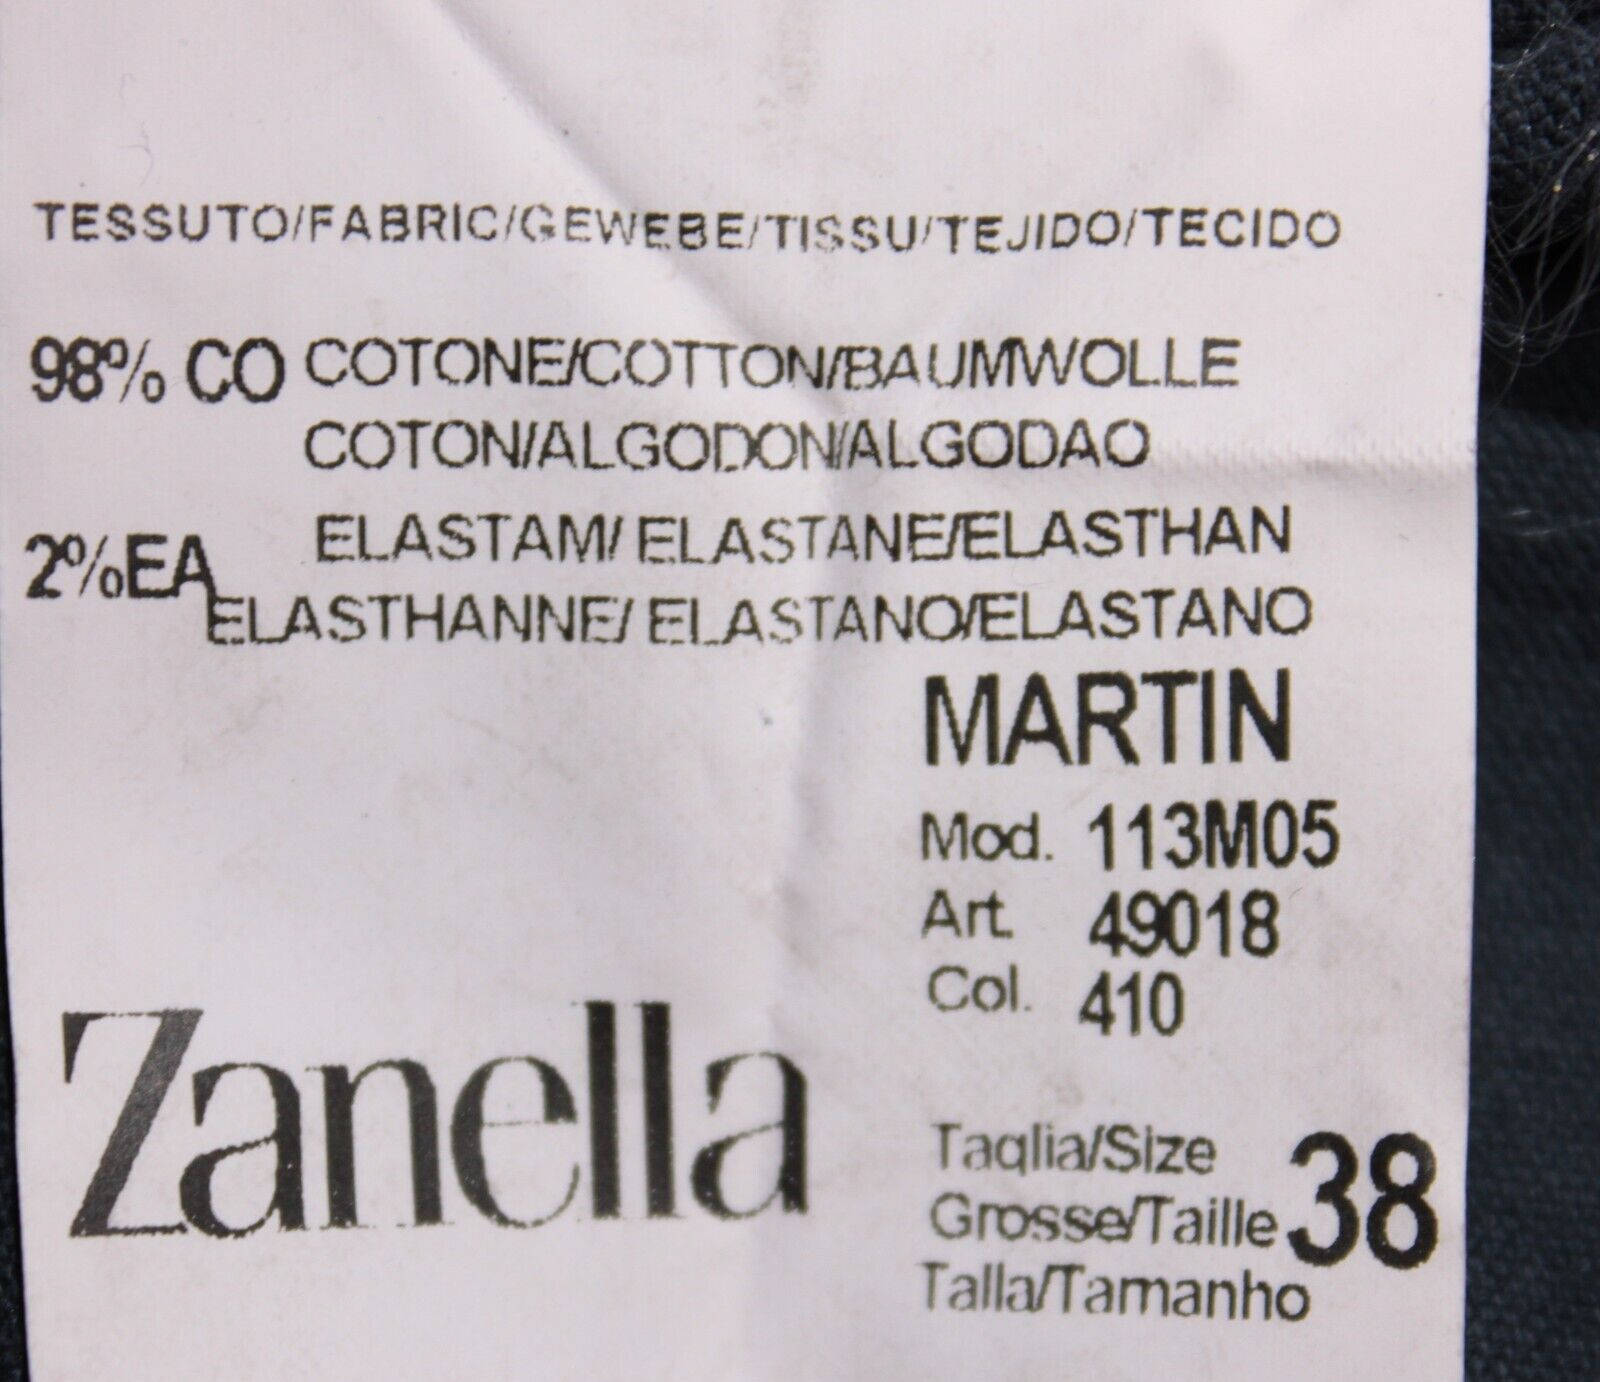 TESSUTO/FABRIC/GEWEBE/TISSU/TEJIDO/TECIDO
98% CO COTONE/COTTON/BAUMWOLLE
COTON/ALGODON/ALGODAO
2%EA ELASTAM/ ELASTANE/ELASTHAN
ELASTHANNE/ ELASTANO/ELASTANO
MARTIN
Mod. 113M05
Art. 49018
Col. 410
Zanella
Taglia/Size
Grosse/Taille 38
Talla/Tamanho